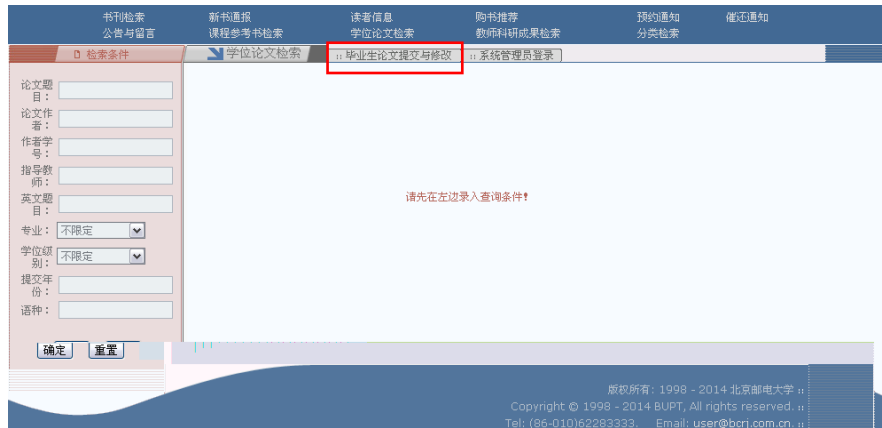 书刊检索 新书通报 读者信息 购书推荐 预约通知 催还通知
公告与留言 课程参考书检索 学位论文检索 教师科研成果检索 分类检索
检索条件 学位论文检索 :: 毕业生论文提交与修改 :: 系统管理员登录
论文题
目：
论文作
者：
作者学
号：
指导教
师：
英文题
目：
请先在左边录入查询条件！
专业： 不限定
学位级
别： 不限定
提交年
份：
语种：
确定 重置
版权所有: 1998 - 2014 北京邮电大学 ::
Copyright © 1998 - 2014 BUPT, All rights reserved. ::
Tel: (86-010)62283333. Email: user@bcrj.com.cn. ::